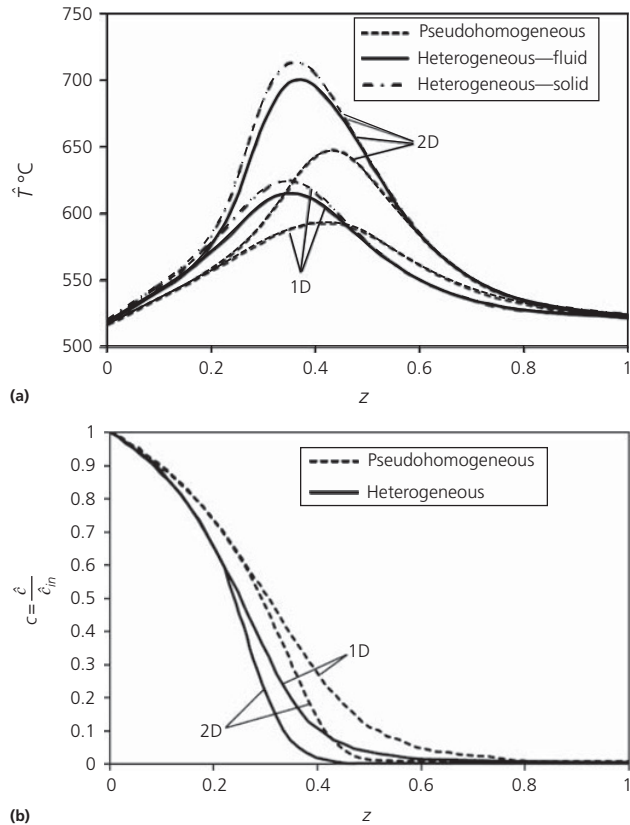 750
700
650
600
550
500
T̂ °C
Pseudohomogeneous
Heterogeneous—fluid
Heterogeneous—solid
2D
1D
0
0.2
0.4
0.6
0.8
1
z
(a)
1
0.9
0.8
0.7
0.6
0.5
0.4
0.3
0.2
0.1
0
c = ĉ / ĉin
Pseudohomogeneous
Heterogeneous
1D
2D
0
0.2
0.4
0.6
0.8
1
z
(b)